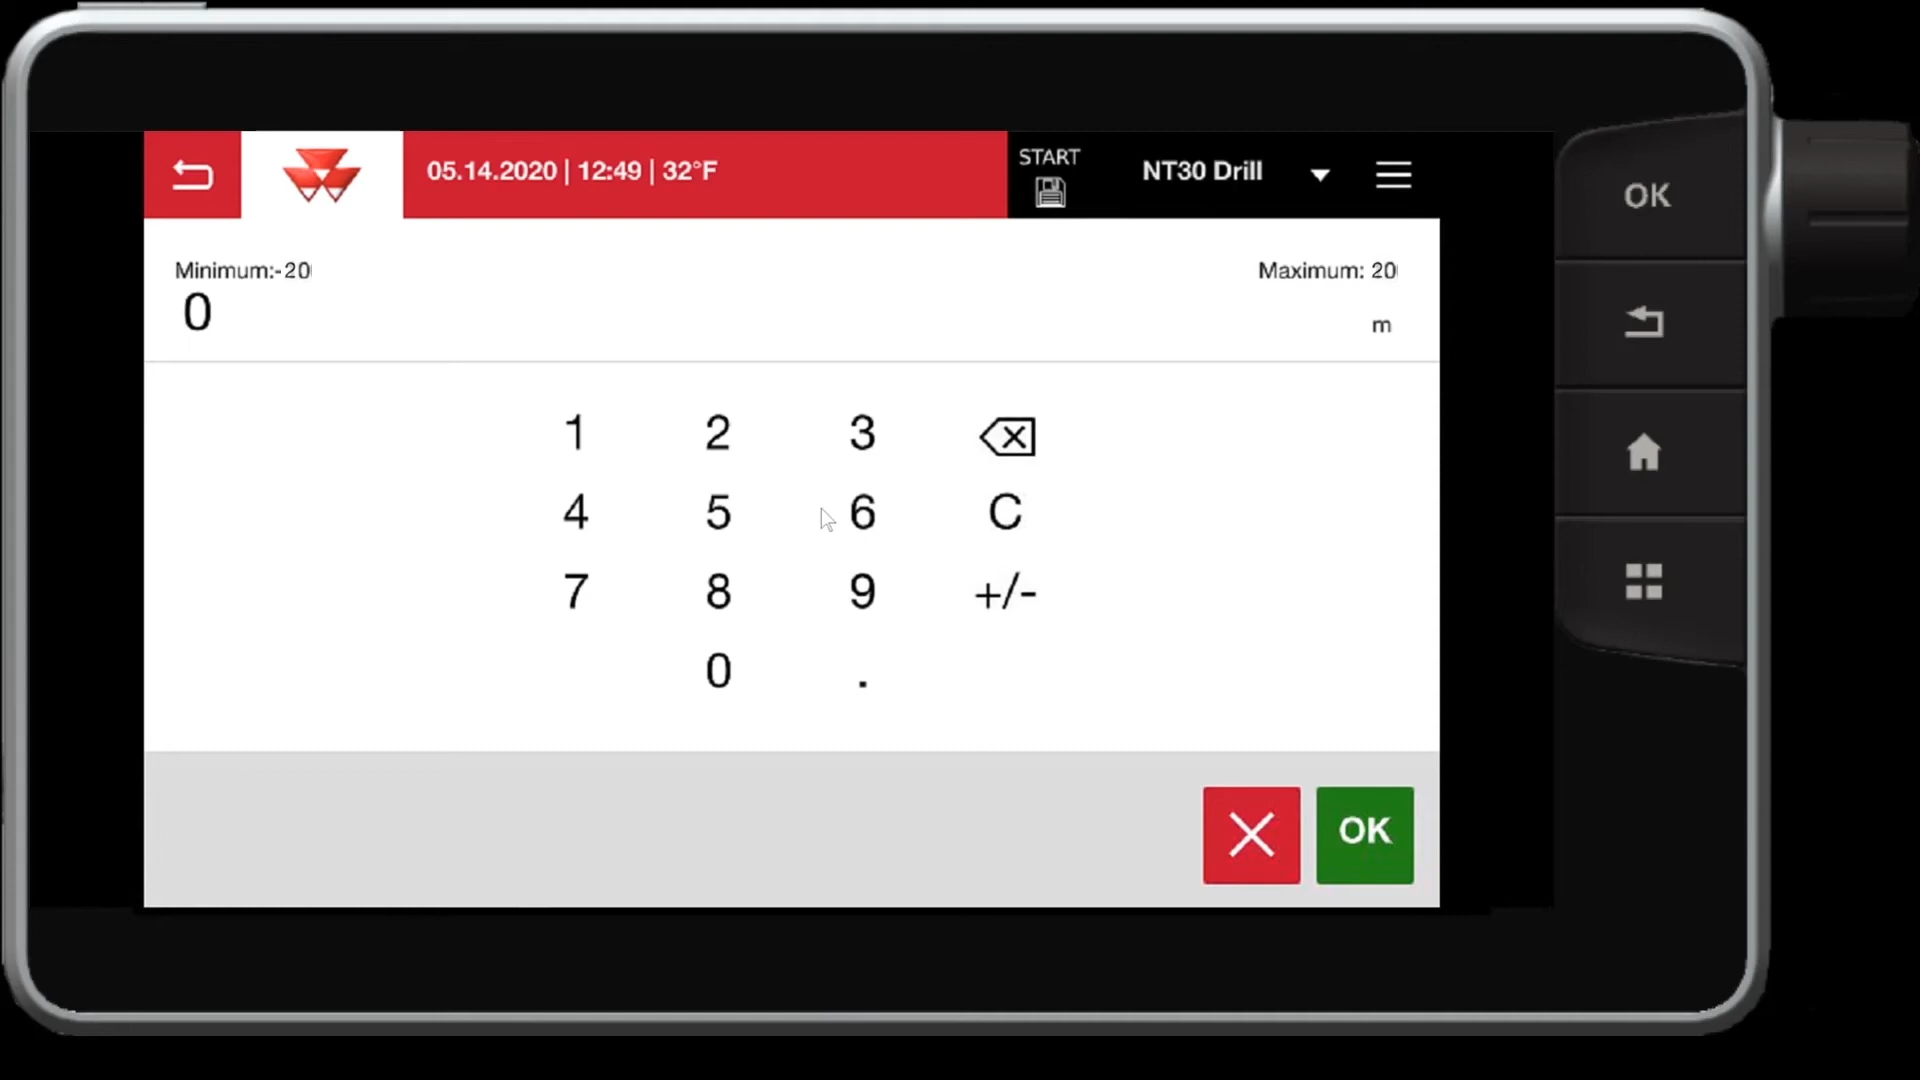 05.14.2020 | 12:49 | 32°F
START
NT30 Drill
Minimum:-20
Maximum: 20
0
m
1 2 3
4 5 6 C
7 8 9 +/-
0 .
OK
OK